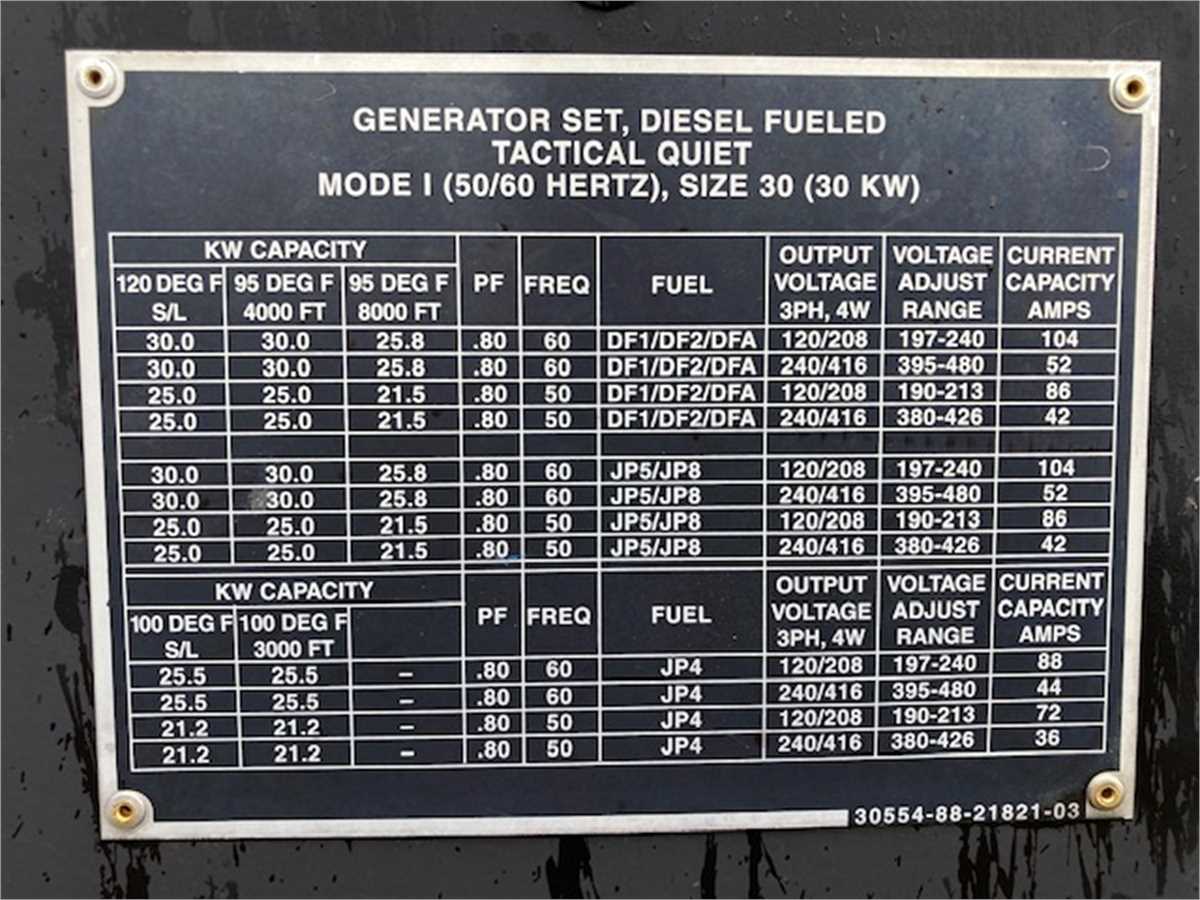 GENERATOR SET, DIESEL FUELED
TACTICAL QUIET
MODE I (50/60 HERTZ), SIZE 30 (30 KW)
KW CAPACITY PF FREQ FUEL OUTPUT VOLTAGE 3PH, 4W VOLTAGE ADJUST RANGE CURRENT CAPACITY AMPS
120 DEG F S/L 95 DEG F 4000 FT 95 DEG F 8000 FT
30.0 30.0 25.8 .80 60 DF1/DF2/DFA 120/208 197-240 104
30.0 30.0 25.8 .80 60 DF1/DF2/DFA 240/416 395-480 52
25.0 25.0 21.5 .80 50 DF1/DF2/DFA 120/208 190-213 86
25.0 25.0 21.5 .80 50 DF1/DF2/DFA 240/416 380-426 42
30.0 30.0 25.8 .80 60 JP5/JP8 120/208 197-240 104
30.0 30.0 25.8 .80 60 JP5/JP8 240/416 395-480 52
25.0 25.0 21.5 .80 50 JP5/JP8 120/208 190-213 86
25.0 25.0 21.5 .80 50 JP5/JP8 240/416 380-426 42
KW CAPACITY PF FREQ FUEL OUTPUT VOLTAGE 3PH, 4W VOLTAGE ADJUST RANGE CURRENT CAPACITY AMPS
100 DEG F S/L 100 DEG F 3000 FT
25.5 25.5 – .80 60 JP4 120/208 197-240 88
25.5 25.5 – .80 60 JP4 240/416 395-480 44
21.2 21.2 – .80 50 JP4 120/208 190-213 72
21.2 21.2 – .80 50 JP4 240/416 380-426 36
30554-88-21821-03